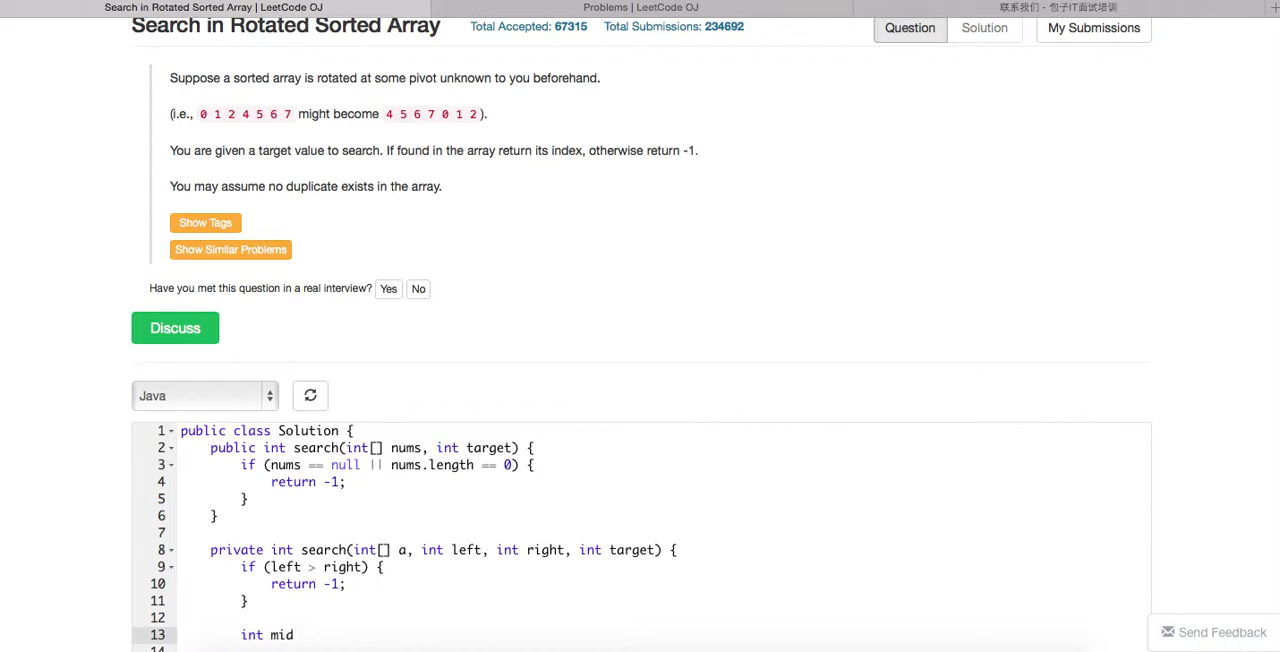 Search in Rotated Sorted Array | LeetCode OJ
Problems | LeetCode OJ
联系我们 - 包子IT面试培训
Search in Rotated Sorted Array
Total Accepted: 67315
Total Submissions: 234692
Question
Solution
My Submissions
Suppose a sorted array is rotated at some pivot unknown to you beforehand.
(i.e., 0 1 2 4 5 6 7 might become 4 5 6 7 0 1 2).
You are given a target value to search. If found in the array return its index, otherwise return -1.
You may assume no duplicate exists in the array.
Show Tags
Show Similar Problems
Have you met this question in a real interview? Yes No
Discuss
Java
1 public class Solution {
2 public int search(int[] nums, int target) {
3 if (nums == null || nums.length == 0) {
4 return -1;
5 }
6 }
7
8 private int search(int[] a, int left, int right, int target) {
9 if (left > right) {
10 return -1;
11 }
12
13 int mid
14
Send Feedback